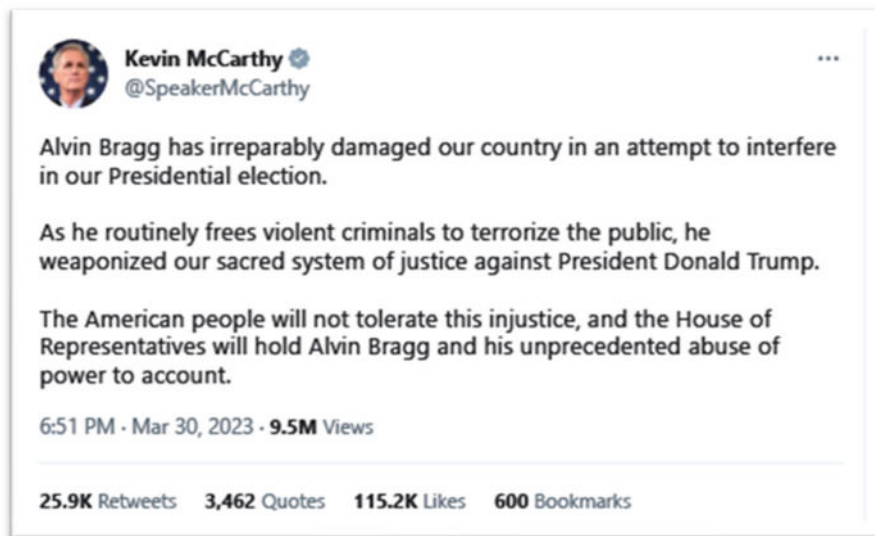 Kevin McCarthy
@SpeakerMcCarthy
Alvin Bragg has irreparably damaged our country in an attempt to interfere
in our Presidential election.
As he routinely frees violent criminals to terrorize the public, he
weaponized our sacred system of justice against President Donald Trump.
The American people will not tolerate this injustice, and the House of
Representatives will hold Alvin Bragg and his unprecedented abuse of
power to account.
6:51 PM · Mar 30, 2023 · 9.5M Views
25.9K Retweets 3,462 Quotes 115.2K Likes 600 Bookmarks